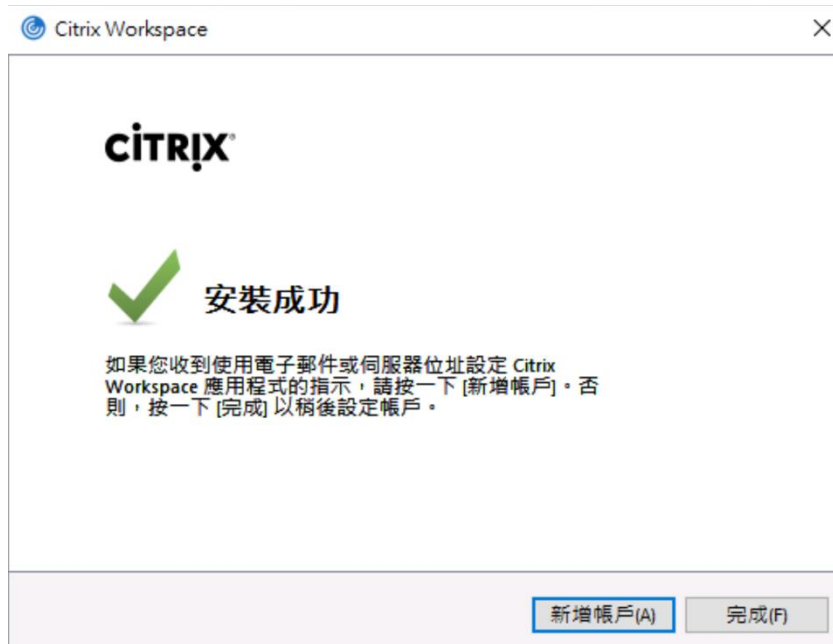 Citrix Workspace
CİTRỊX®
安裝成功
如果您收到使用電子郵件或伺服器位址設定 Citrix
Workspace 應用程式的指示，請按一下 [新增帳戶]。否
則，按一下 [完成] 以稍後設定帳戶。
新增帳戶(A) 完成(F)